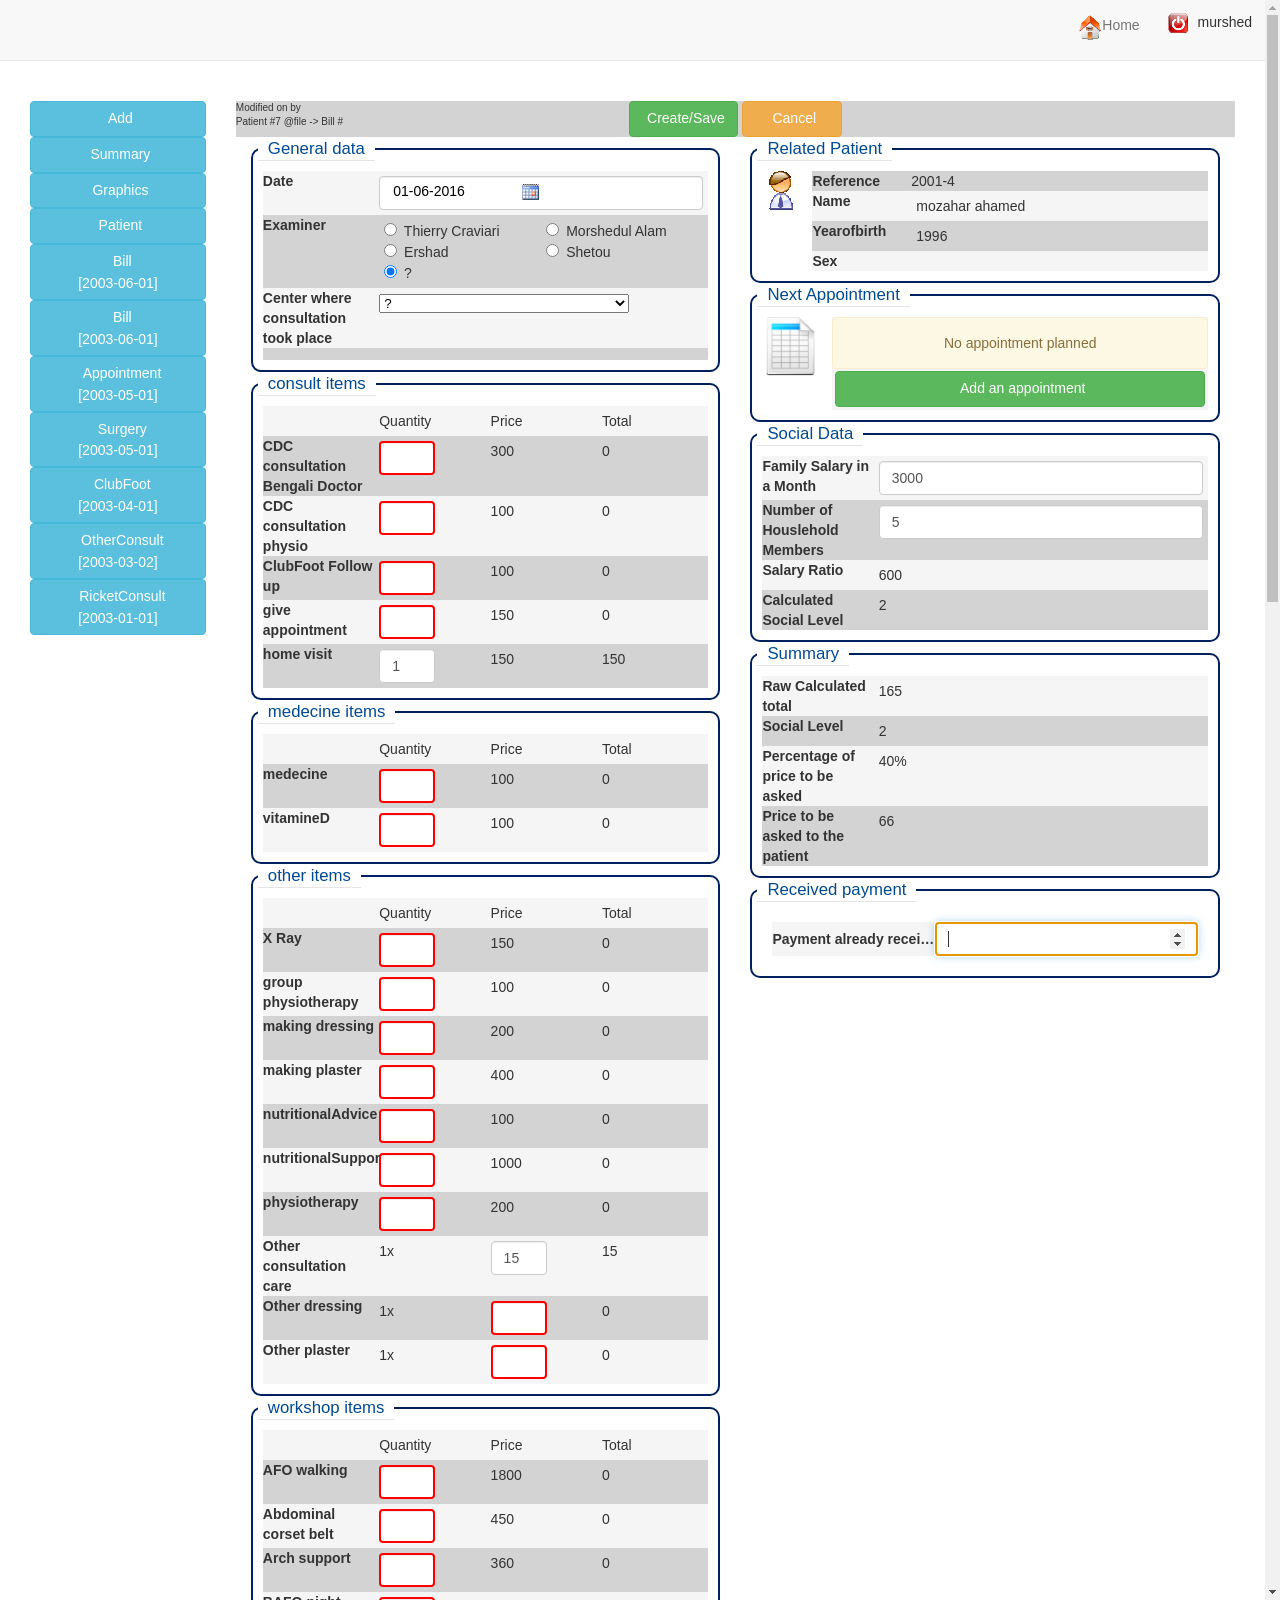 Home
murshed
Add
Summary
Graphics
Patient
Bill
[2003-06-01]
Bill
[2003-06-01]
Appointment
[2003-05-01]
Surgery
[2003-05-01]
ClubFoot
[2003-04-01]
OtherConsult
[2003-03-02]
RicketConsult
[2003-01-01]
Modified on by
Patient #7 @file -> Bill #
Create/Save
Cancel
General data
Date
01-06-2016
Examiner
Thierry Craviari
Morshedul Alam
Ershad
Shetou
?
Center where
consultation
took place
?
consult items
Quantity Price Total
CDC
consultation
Bengali Doctor
300 0
CDC
consultation
physio
100 0
ClubFoot Follow
up
100 0
give
appointment
150 0
home visit 1 150 150
medecine items
Quantity Price Total
medecine 100 0
vitamineD 100 0
other items
Quantity Price Total
X Ray 150 0
group
physiotherapy
100 0
making dressing 200 0
making plaster 400 0
nutritionalAdvice 100 0
nutritionalSuppor 1000 0
physiotherapy 200 0
Other
consultation
care
1x 15 15
Other dressing 1x 0
Other plaster 1x 0
workshop items
Quantity Price Total
AFO walking 1800 0
Abdominal
corset belt
450 0
Arch support 360 0
Related Patient
Reference 2001-4
Name mozahar ahamed
Yearofbirth 1996
Sex
Next Appointment
No appointment planned
Add an appointment
Social Data
Family Salary in
a Month
3000
Number of
Houslehold
Members
5
Salary Ratio 600
Calculated
Social Level
2
Summary
Raw Calculated
total
165
Social Level 2
Percentage of
price to be
asked
40%
Price to be
asked to the
patient
66
Received payment
Payment already recei...